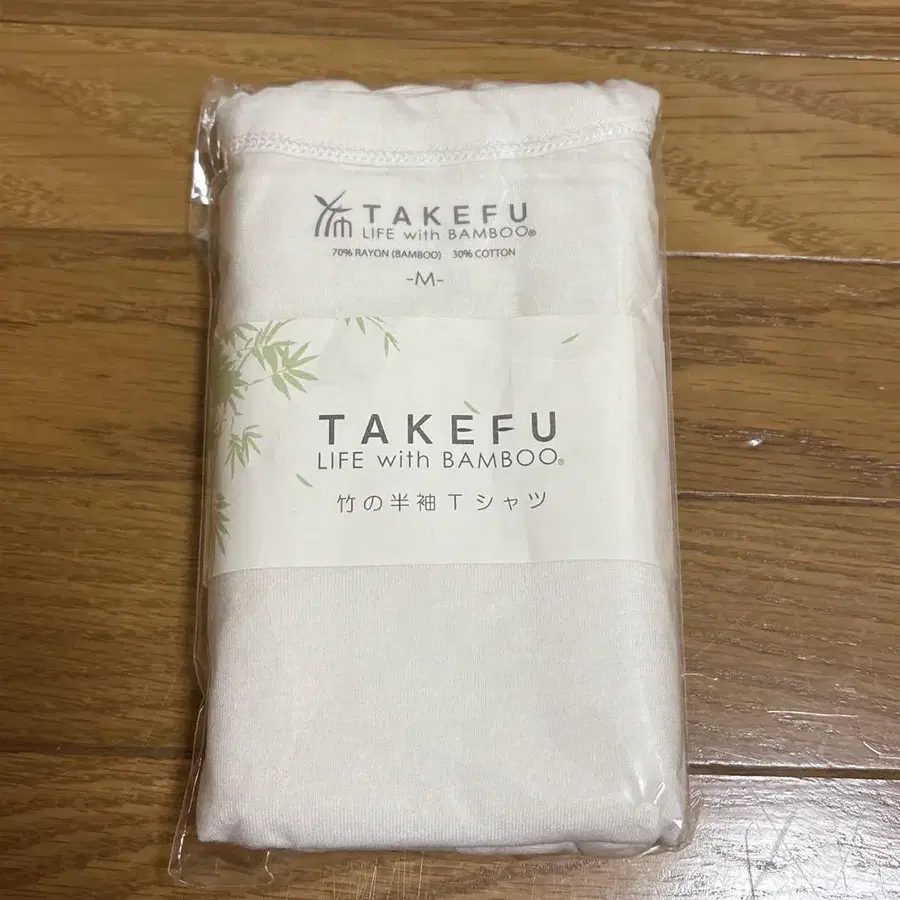 TAKEFU
LIFE with BAMBOO®
70% RAYON (BAMBOO) 30% COTTON
-M-
TAKEFU
LIFE with BAMBOO®
竹の半袖Tシャツ